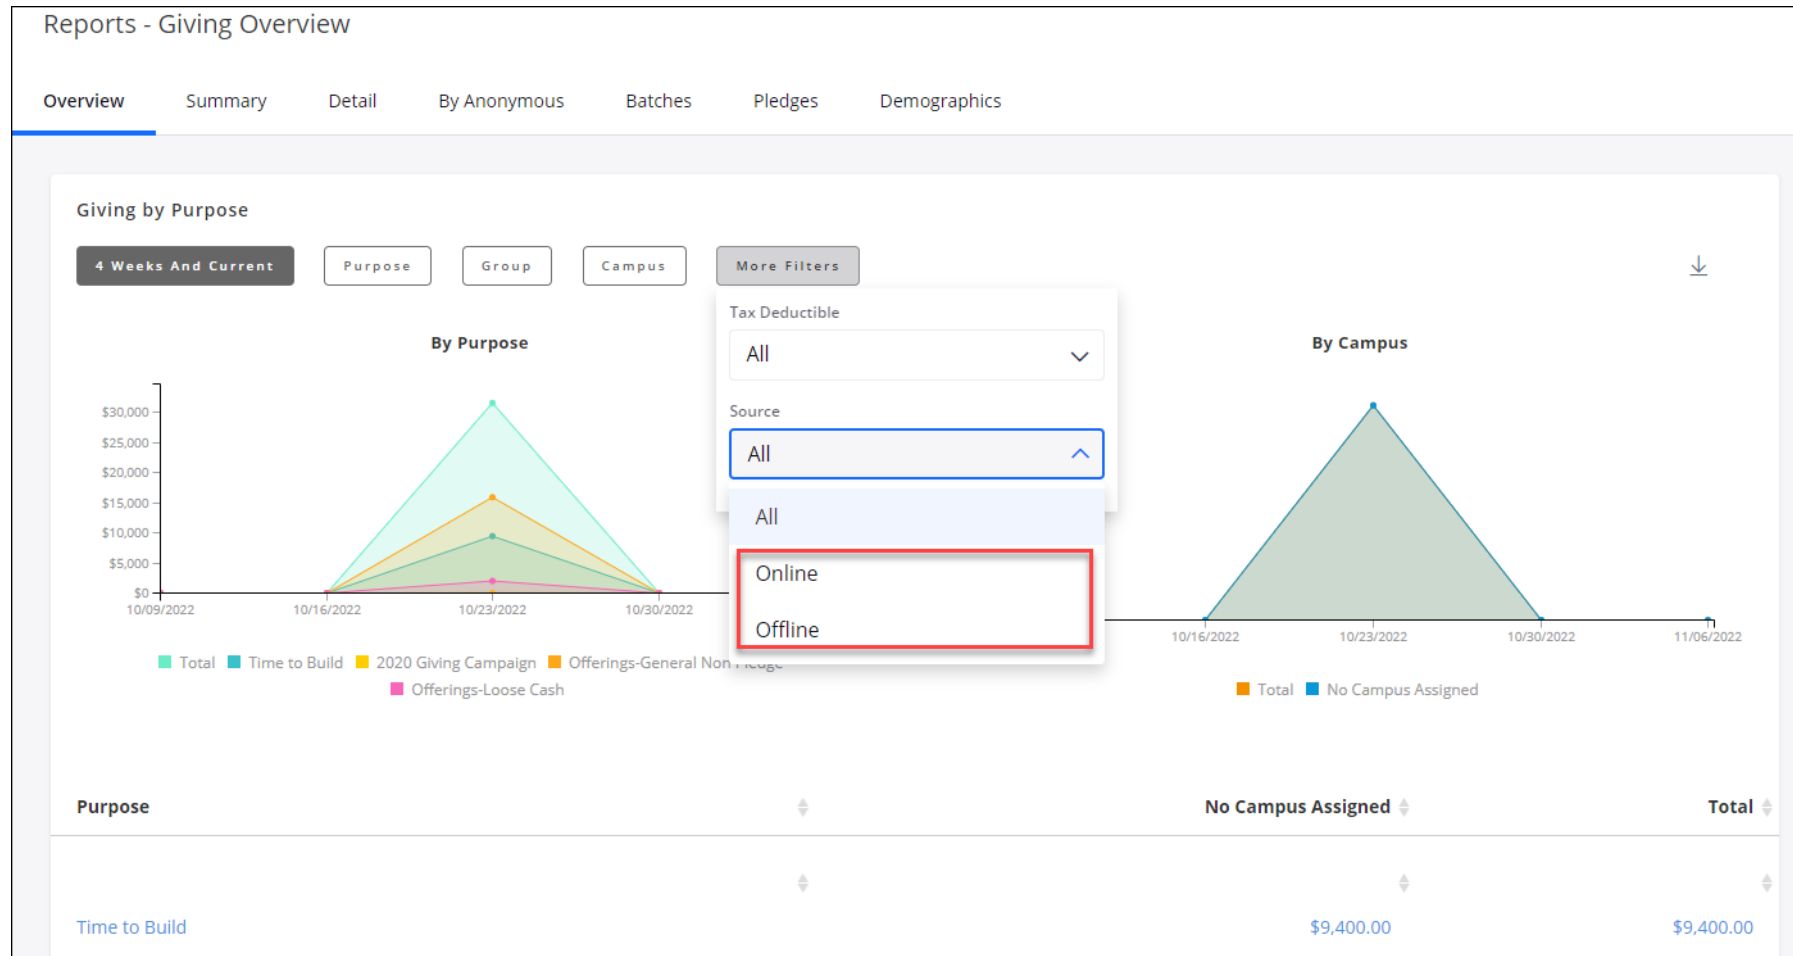 Reports - Giving Overview
Overview Summary Detail By Anonymous Batches Pledges Demographics
Giving by Purpose
4 Weeks And Current Purpose Group Campus More Filters
Tax Deductible
All
Source
All
All
Online
Offline
By Purpose
$30,000
$25,000
$20,000
$15,000
$10,000
$5,000
$0
10/09/2022 10/16/2022 10/23/2022 10/30/2022
Total Time to Build 2020 Giving Campaign Offerings-General Non Pledge
Offerings-Loose Cash
By Campus
10/16/2022 10/23/2022 10/30/2022 11/06/2022
Total No Campus Assigned
Purpose No Campus Assigned Total
Time to Build $9,400.00 $9,400.00